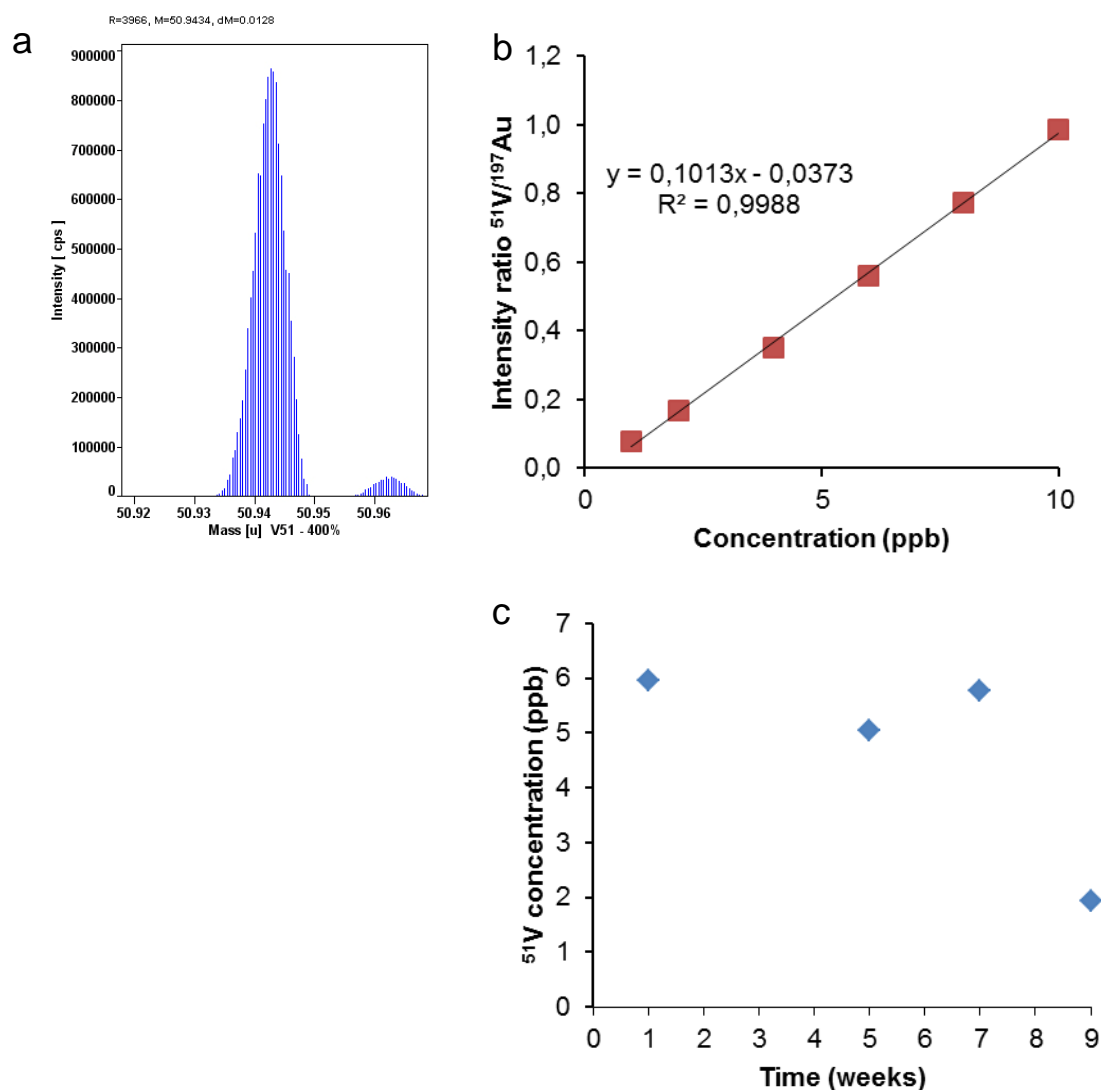 a
R=3966, M=50.9434, dM=0.0128
Intensity [ cps]
900000
800000
700000
600000
500000
400000
300000
200000
100000
0
50.92 50.93 50.94 50.95 50.96
Mass [u] V51 - 400%
b
Intensity ratio ⁵¹V/¹⁹⁷Au
1,2
1,0
0,8
0,6
0,4
0,2
0,0
y = 0,1013x - 0,0373
R² = 0,9988
0 5 10
Concentration (ppb)
c
⁵¹V concentration (ppb)
7
6
5
4
3
2
1
0
0 1 2 3 4 5 6 7 8 9
Time (weeks)